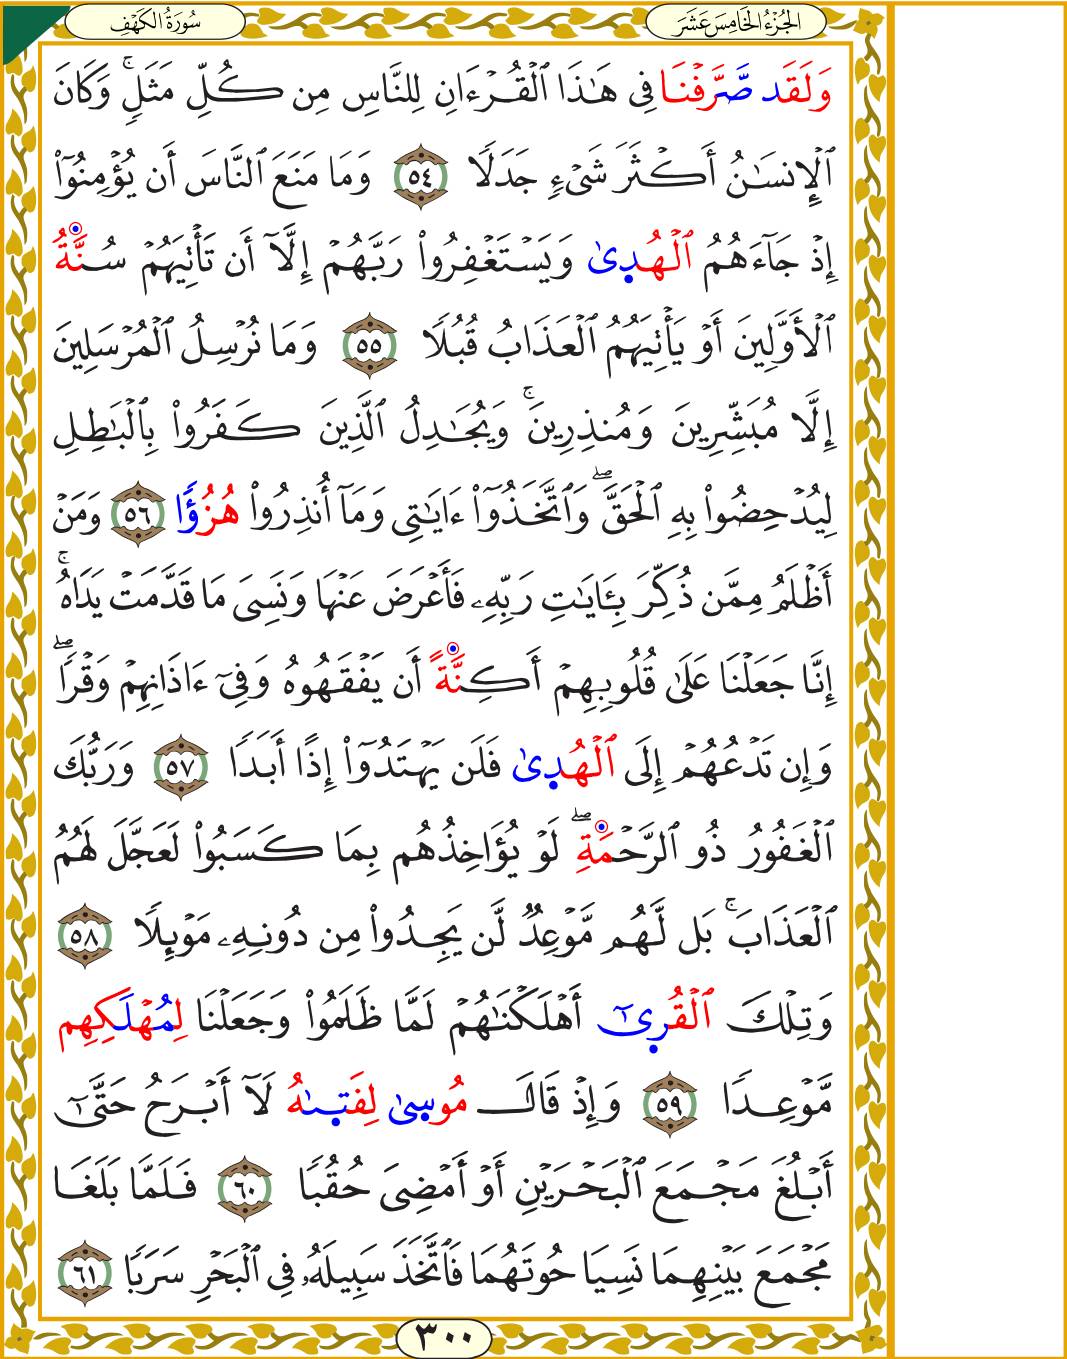 سُورَةُ الكَهْفِ
الجُزْءُ الخَامِسَ عَشَرَ
وَلَقَد صَّرَّفۡنَا فِي هَٰذَا ٱلۡقُرۡءَانِ لِلنَّاسِ مِن كُلِّ مَثَلٖۚ وَكَانَ
ٱلۡإِنسَٰنُ أَكۡثَرَ شَيۡءٖ جَدَلٗا ٥٤ وَمَا مَنَعَ ٱلنَّاسَ أَن يُؤۡمِنُوٓاْ
إِذۡ جَآءَهُمُ ٱلۡهُدٜىٰ وَيَسۡتَغۡفِرُواْ رَبَّهُمۡ إِلَّآ أَن تَأۡتِيَهُمۡ سُنَّةُ
ٱلۡأَوَّلِينَ أَوۡ يَأۡتِيَهُمُ ٱلۡعَذَابُ قُبُلٗا ٥٥ وَمَا نُرۡسِلُ ٱلۡمُرۡسَلِينَ
إِلَّا مُبَشِّرِينَ وَمُنذِرِينَۚ وَيُجَٰدِلُ ٱلَّذِينَ كَفَرُواْ بِٱلۡبَٰطِلِ
لِيُدۡحِضُواْ بِهِ ٱلۡحَقَّۖ وَٱتَّخَذُوٓاْ ءَايَٰتِي وَمَآ أُنذِرُواْ هُزُؤٗا ٥٦ وَمَنۡ
أَظۡلَمُ مِمَّن ذُكِّرَ بِـَٔايَٰتِ رَبِّهِۦ فَأَعۡرَضَ عَنۡهَا وَنَسِيَ مَا قَدَّمَتۡ يَدَاهُۚ
إِنَّا جَعَلۡنَا عَلَىٰ قُلُوبِهِمۡ أَكِنَّةً أَن يَفۡقَهُوهُ وَفِيٓ ءَاذَانِهِمۡ وَقۡرٗاۖ
وَإِن تَدۡعُهُمۡ إِلَى ٱلۡهُدٜىٰ فَلَن يَهۡتَدُوٓاْ إِذًا أَبَدٗا ٥٧ وَرَبُّكَ
ٱلۡغَفُورُ ذُو ٱلرَّحۡمَةِۖ لَوۡ يُؤَاخِذُهُم بِمَا كَسَبُواْ لَعَجَّلَ لَهُمُ
ٱلۡعَذَابَۚ بَل لَّهُم مَّوۡعِدٞ لَّن يَجِدُواْ مِن دُونِهِۦ مَوۡئِلٗا ٥٨
وَتِلۡكَ ٱلۡقُرٜىٰٓ أَهۡلَكۡنَٰهُمۡ لَمَّا ظَلَمُواْ وَجَعَلۡنَا لِمُهۡلَكِهِم
مَّوۡعِدٗا ٥٩ وَإِذۡ قَالَ مُوسٜىٰ لِفَتٜىٰهُ لَآ أَبۡرَحُ حَتَّىٰٓ
أَبۡلُغَ مَجۡمَعَ ٱلۡبَحۡرَيۡنِ أَوۡ أَمۡضِيَ حُقُبٗا ٦٠ فَلَمَّا بَلَغَا
مَجۡمَعَ بَيۡنِهِمَا نَسِيَا حُوتَهُمَا فَٱتَّخَذَ سَبِيلَهُۥ فِي ٱلۡبَحۡرِ سَرَبٗا ٦١
٣٠٠